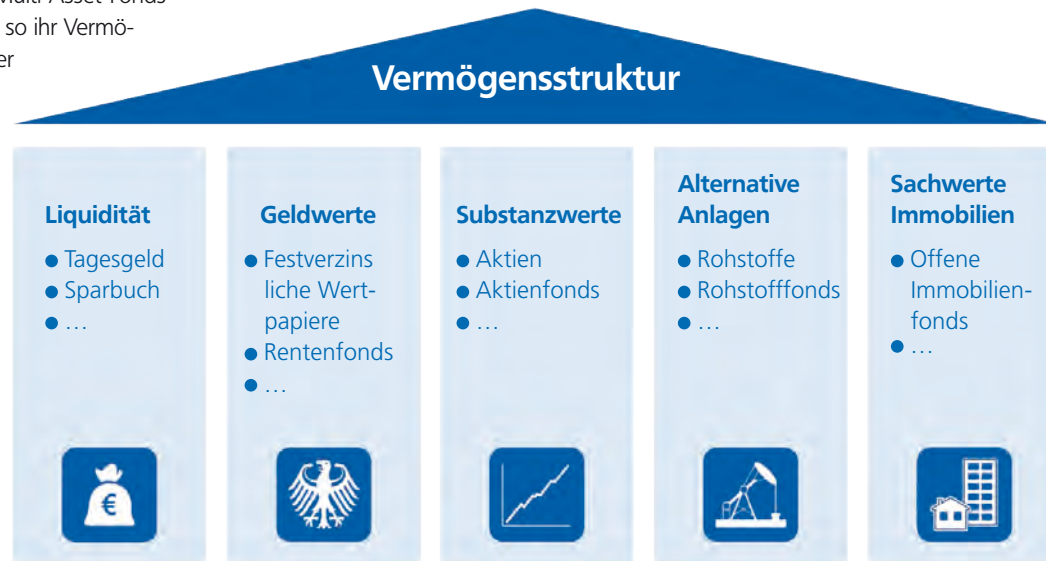 Multi-Asset-Fonds
so ihr Vermö-
Vermögensstruktur
Liquidität
● Tagesgeld
● Sparbuch
● …
Geldwerte
● Festverzins
liche Wert-
papiere
● Rentenfonds
● …
Substanzwerte
● Aktien
● Aktienfonds
● …
Alternative
Anlagen
● Rohstoffe
● Rohstofffonds
● …
Sachwerte
Immobilien
● Offene
Immobilien-
fonds
● …
€